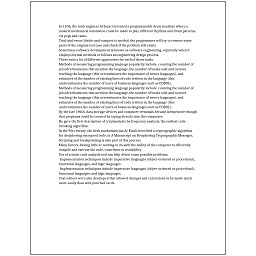 In 1206, the Arab engineer Al-Jazari invented a programmable drum machine where a
musical mechanical automaton could be made to play different rhythms and drum patterns,
via pegs and cams.
Trial-and-error/divide-and-conquer is needed: the programmer will try to remove some
parts of the original test case and check if the problem still exists.
Sometimes software development is known as software engineering, especially when it
employs formal methods or follows an engineering design process.
There exist a lot of different approaches for each of those tasks.
Methods of measuring programming language popularity include: counting the number of
job advertisements that mention the language, the number of books sold and courses
teaching the language (this overestimates the importance of newer languages), and
estimates of the number of existing lines of code written in the language (this
underestimates the number of users of business languages such as COBOL).
Methods of measuring programming language popularity include: counting the number of
job advertisements that mention the language, the number of books sold and courses
teaching the language (this overestimates the importance of newer languages), and
estimates of the number of existing lines of code written in the language (this
underestimates the number of users of business languages such as COBOL).
By the late 1960s, data storage devices and computer terminals became inexpensive enough
that programs could be created by typing directly into the computers.
He gave the first description of cryptanalysis by frequency analysis, the earliest code-
breaking algorithm.
In the 9th century, the Arab mathematician Al-Kindi described a cryptographic algorithm
for deciphering encrypted code, in A Manuscript on Deciphering Cryptographic Messages.
Scripting and breakpointing is also part of this process.
Many factors, having little or nothing to do with the ability of the computer to efficiently
compile and execute the code, contribute to readability.
Use of a static code analysis tool can help detect some possible problems.
Implementation techniques include imperative languages (object-oriented or procedural),
functional languages, and logic languages.
Implementation techniques include imperative languages (object-oriented or procedural),
functional languages, and logic languages.
Text editors were also developed that allowed changes and corrections to be made much
more easily than with punched cards.